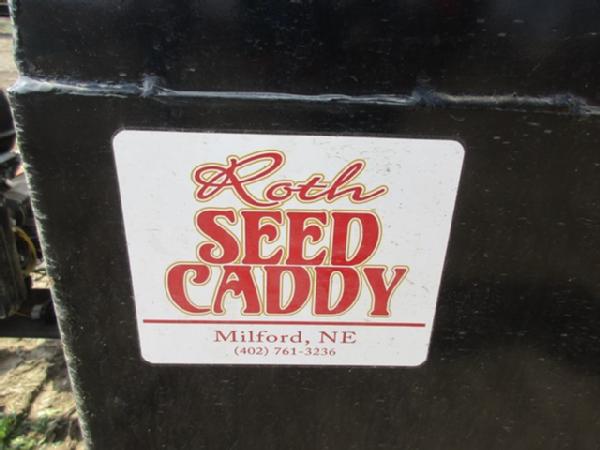 Roth
SEED
CADDY
Milford, NE
(402) 761-3236